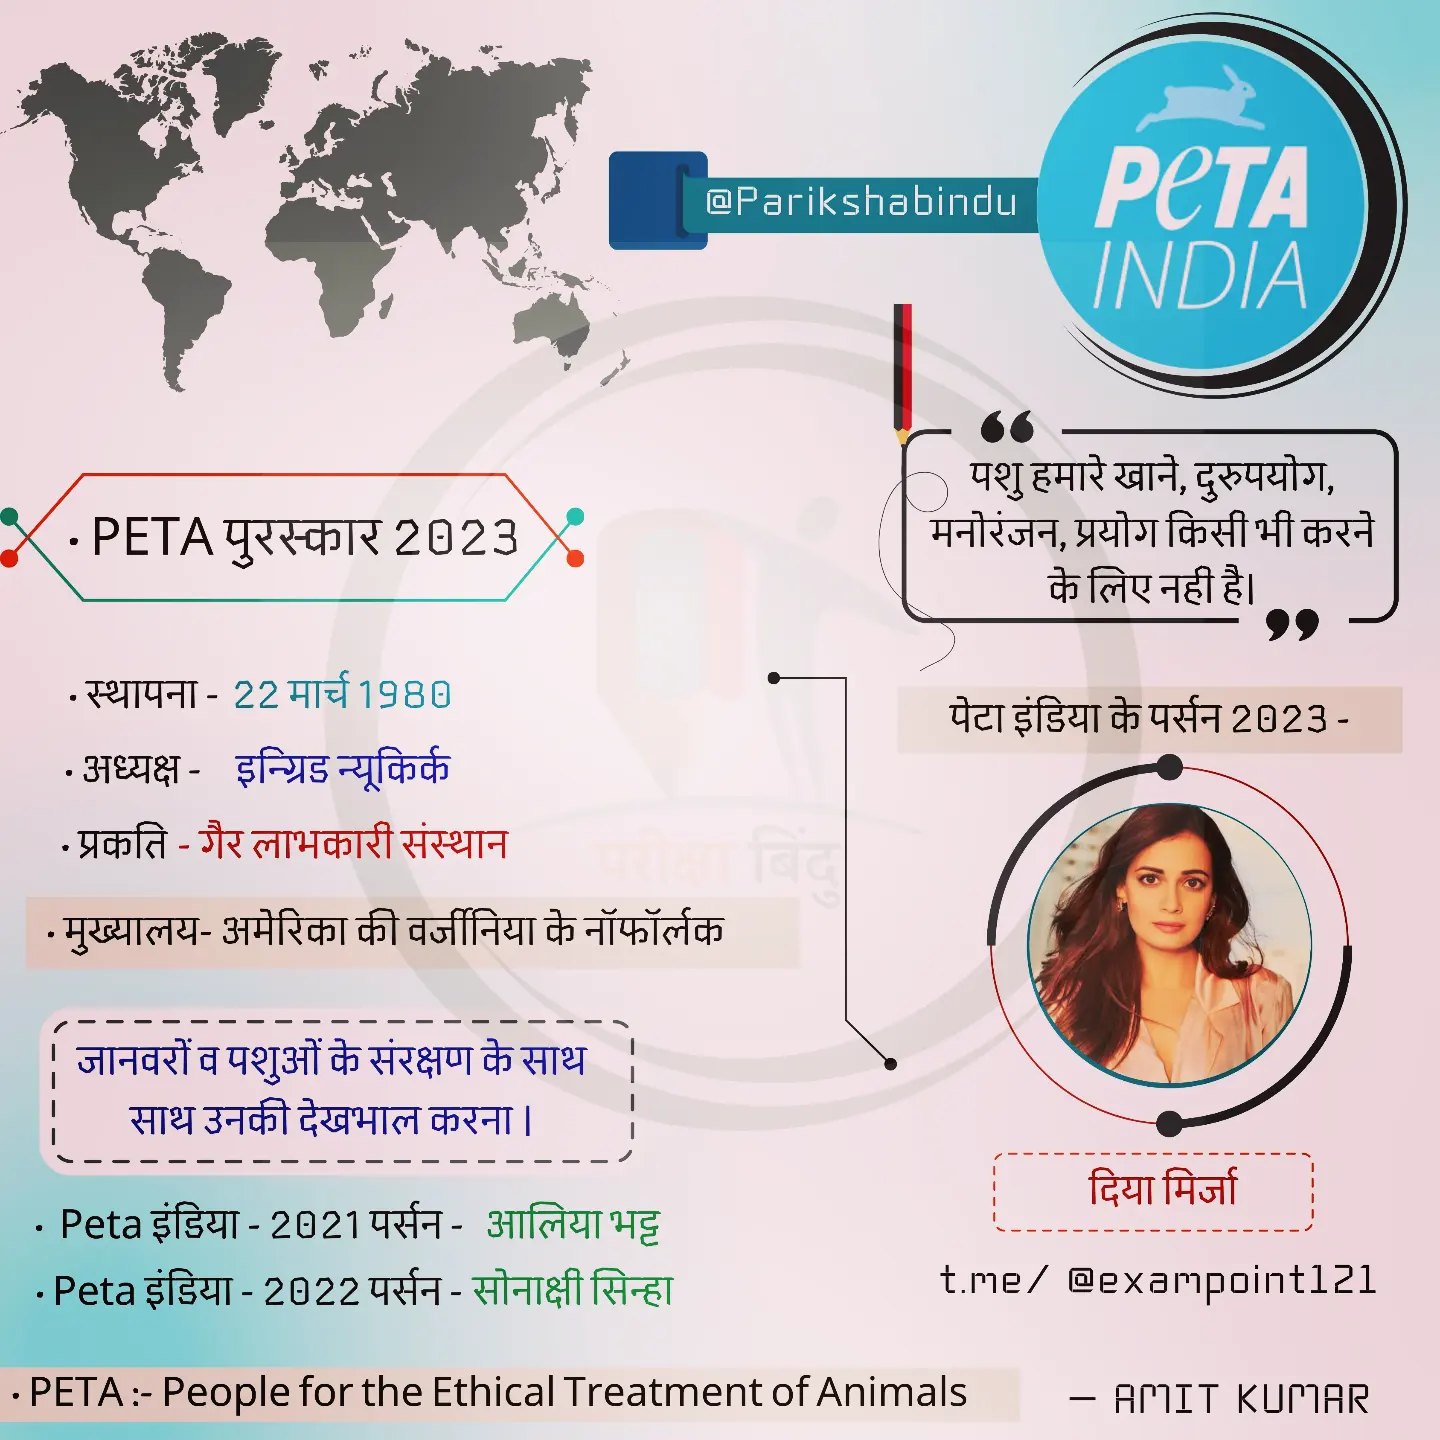 @Parikshabindu
PeTA
INDIA
“
पशु हमारे खाने, दुरुपयोग,
मनोरंजन, प्रयोग किसी भी करने
के लिए नही है।
”
· PETA पुरस्कार 2023
· स्थापना - 22 मार्च 1980
· अध्यक्ष - इन्ग्रिड न्यूकिर्क
· प्रकति - गैर लाभकारी संस्थान
· मुख्यालय- अमेरिका की वर्जीनिया के नॉफॉर्लक
जानवरों व पशुओं के संरक्षण के साथ
साथ उनकी देखभाल करना ।
· Peta इंडिया - 2021 पर्सन - आलिया भट्ट
· Peta इंडिया - 2022 पर्सन - सोनाक्षी सिन्हा
पेटा इंडिया के पर्सन 2023 -
दिया मिर्जा
t.me/ @exampoint121
परीक्षा बिंदु
· PETA :- People for the Ethical Treatment of Animals
– AMIT KUMAR